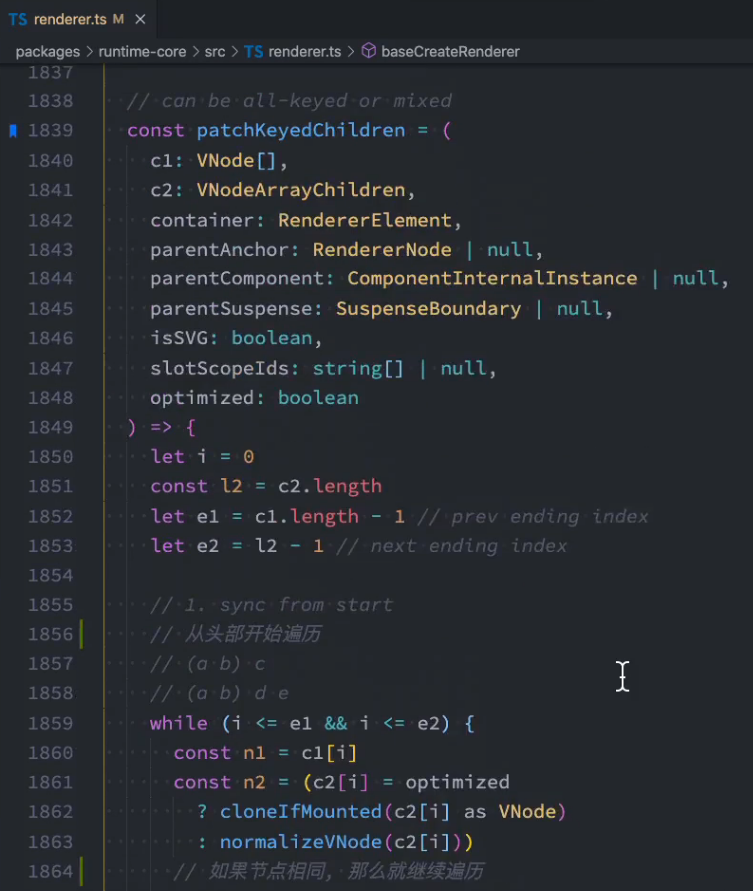 TS renderer.ts M ×
packages > runtime-core > src > TS renderer.ts > baseCreateRenderer
1837
1838 // can be all-keyed or mixed
1839 const patchKeyedChildren = (
1840 c1: VNode[],
1841 c2: VNodeArrayChildren,
1842 container: RendererElement,
1843 parentAnchor: RendererNode | null,
1844 parentComponent: ComponentInternalInstance | null,
1845 parentSuspense: SuspenseBoundary | null,
1846 isSVG: boolean,
1847 slotScopeIds: string[] | null,
1848 optimized: boolean
1849 ) => {
1850 let i = 0
1851 const l2 = c2.length
1852 let e1 = c1.length - 1 // prev ending index
1853 let e2 = l2 - 1 // next ending index
1854
1855 // 1. sync from start
1856 // 从头部开始遍历
1857 // (a b) c
1858 // (a b) d e
1859 while (i <= e1 && i <= e2) {
1860 const n1 = c1[i]
1861 const n2 = (c2[i] = optimized
1862 ? cloneIfMounted(c2[i] as VNode)
1863 : normalizeVNode(c2[i]))
1864 // 如果节点相同，那么就继续遍历